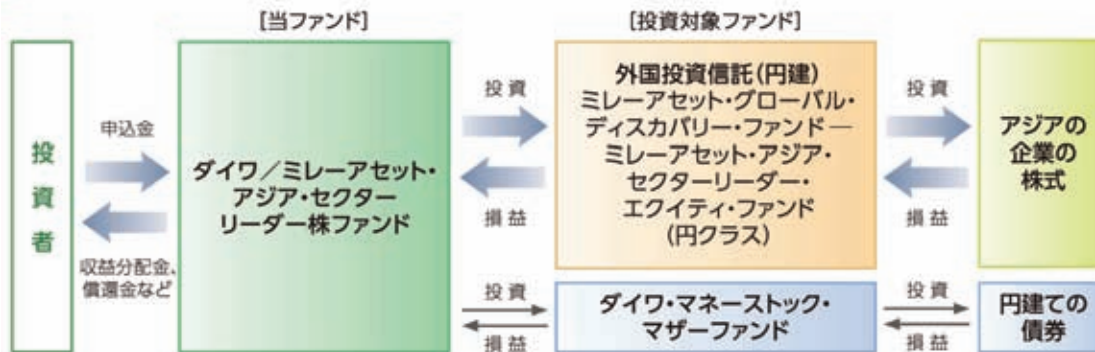 [当ファンド]
[投資対象ファンド]
投資者
申込金
収益分配金、
償還金など
ダイワ／ミレーアセット・
アジア・セクター
リーダー株ファンド
投資
損益
外国投資信託(円建)
ミレーアセット・グローバル・
ディスカバリー・ファンド―
ミレーアセット・アジア・
セクターリーダー・
エクイティ・ファンド
(円クラス)
投資
損益
アジアの
企業の
株式
投資
損益
ダイワ・マネーストック・
マザーファンド
投資
損益
円建ての
債券